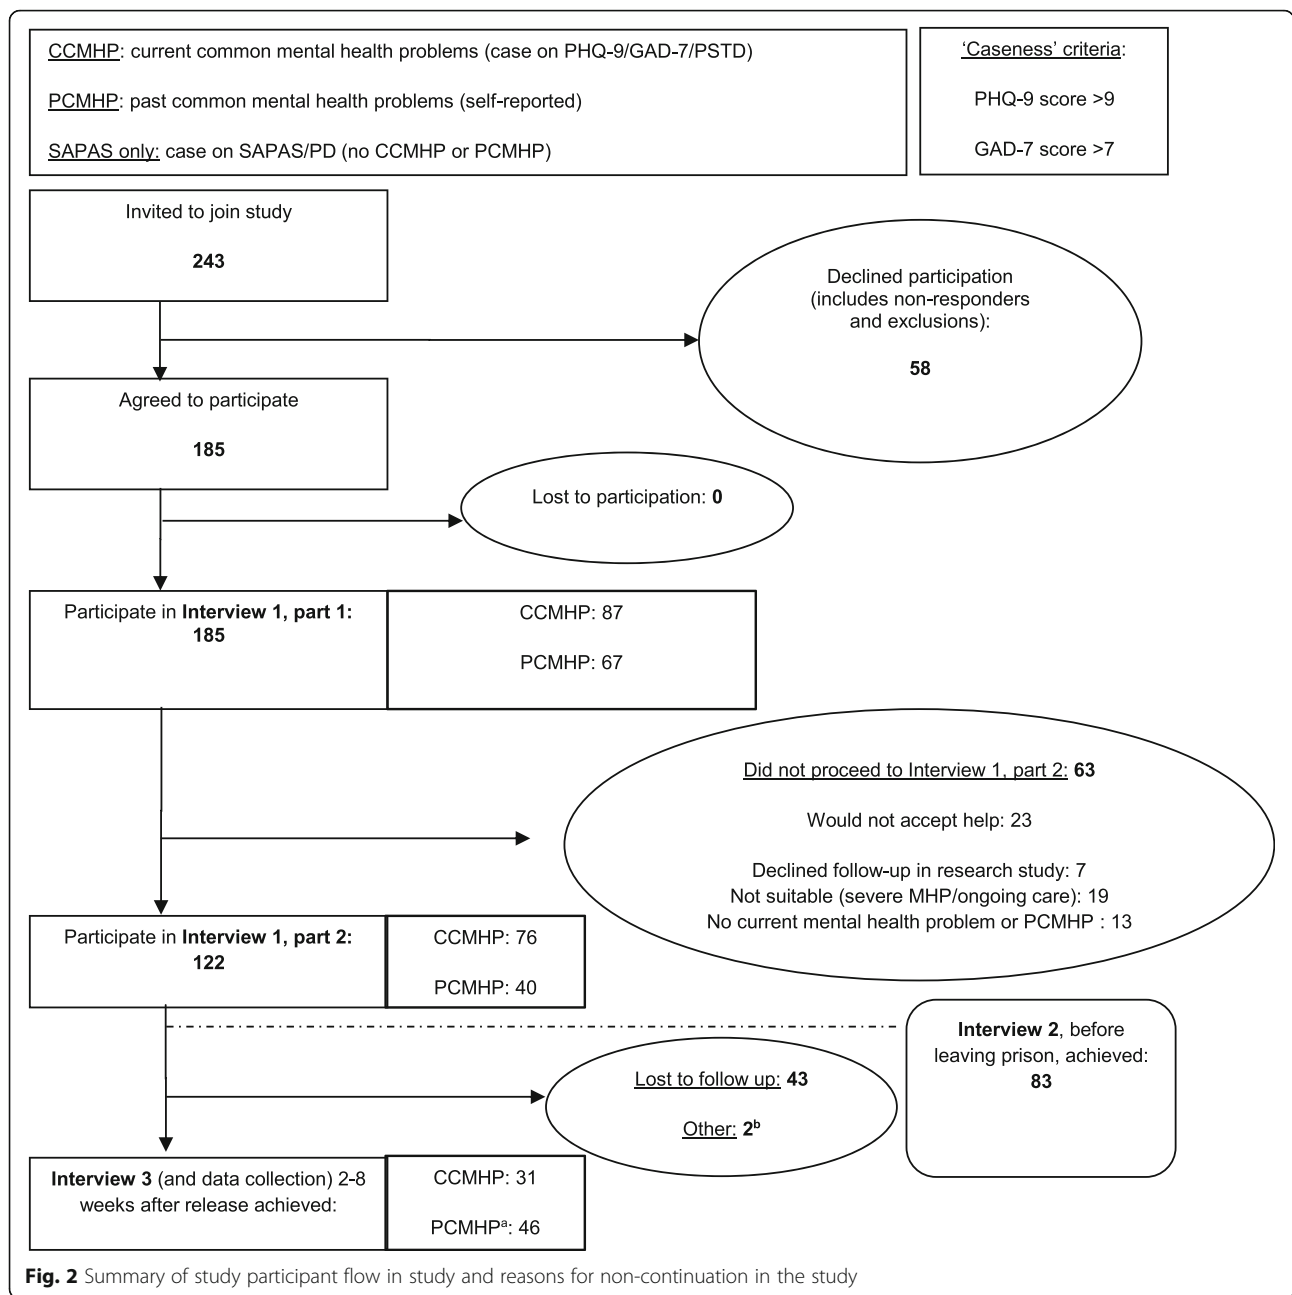 CCMHP: current common mental health problems (case on PHQ-9/GAD-7/PSTD)
PCMHP: past common mental health problems (self-reported)
SAPAS only: case on SAPAS/PD (no CCMHP or PCMHP)
'Caseness' criteria:
PHQ-9 score >9
GAD-7 score >7
Invited to join study
243
Declined participation
(includes non-responders
and exclusions):
58
Agreed to participate
185
Lost to participation: 0
Participate in Interview 1, part 1:
185
CCMHP: 87
PCMHP: 67
Did not proceed to Interview 1, part 2: 63
Would not accept help: 23
Declined follow-up in research study: 7
Not suitable (severe MHP/ongoing care): 19
No current mental health problem or PCMHP : 13
Participate in Interview 1, part 2:
122
CCMHP: 76
PCMHP: 40
Interview 2, before
leaving prison, achieved:
83
Lost to follow up: 43
Other: 2ᵇ
Interview 3 (and data collection) 2-8
weeks after release achieved:
CCMHP: 31
PCMHPᵃ: 46
Fig. 2 Summary of study participant flow in study and reasons for non-continuation in the study